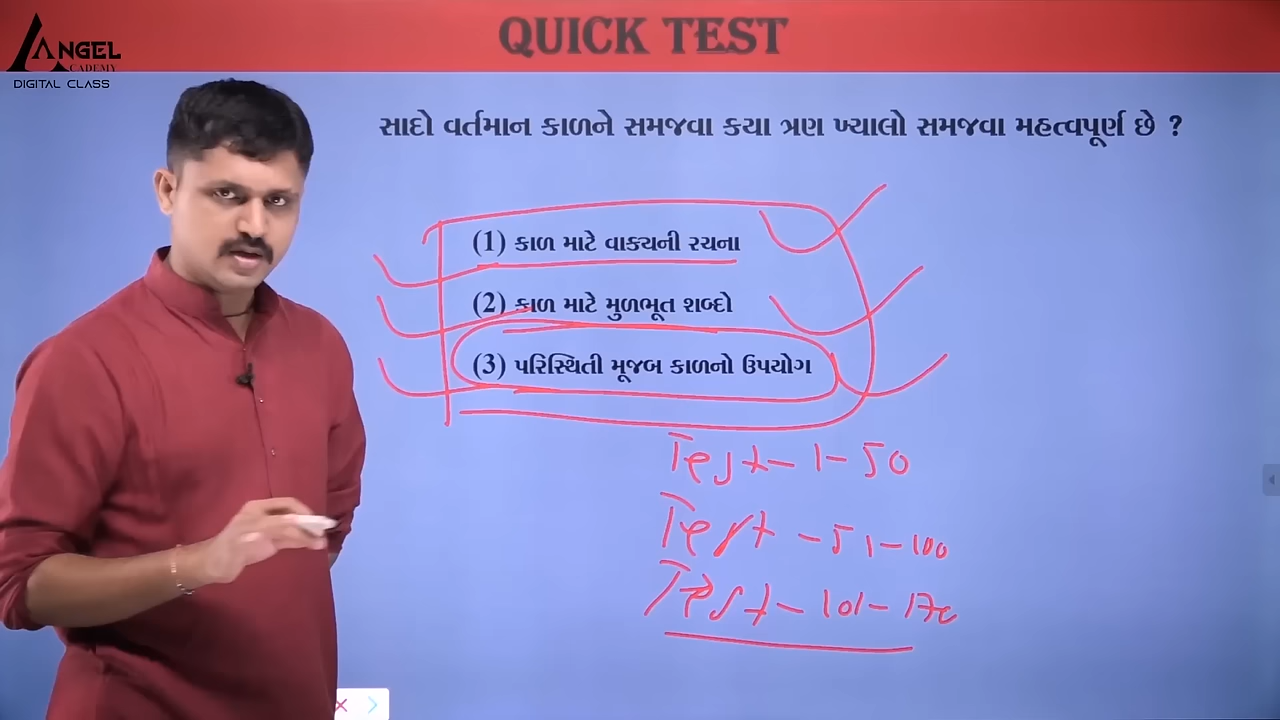 QUICK TEST
ANGEL
ACADEMY
DIGITAL CLASS
સાદો વર્તમાન કાળને સમજવા કયા ત્રણ ખ્યાલો સમજવા મહત્વપૂર્ણ છે ?
(1) કાળ માટે વાક્યની રચના
(2) કાળ માટે મુળભૂત શબ્દો
(3) પરિસ્થિતી મૂજબ કાળનો ઉપયોગ
Test - 1 - 50
Test - 51 - 100
Test - 101 -